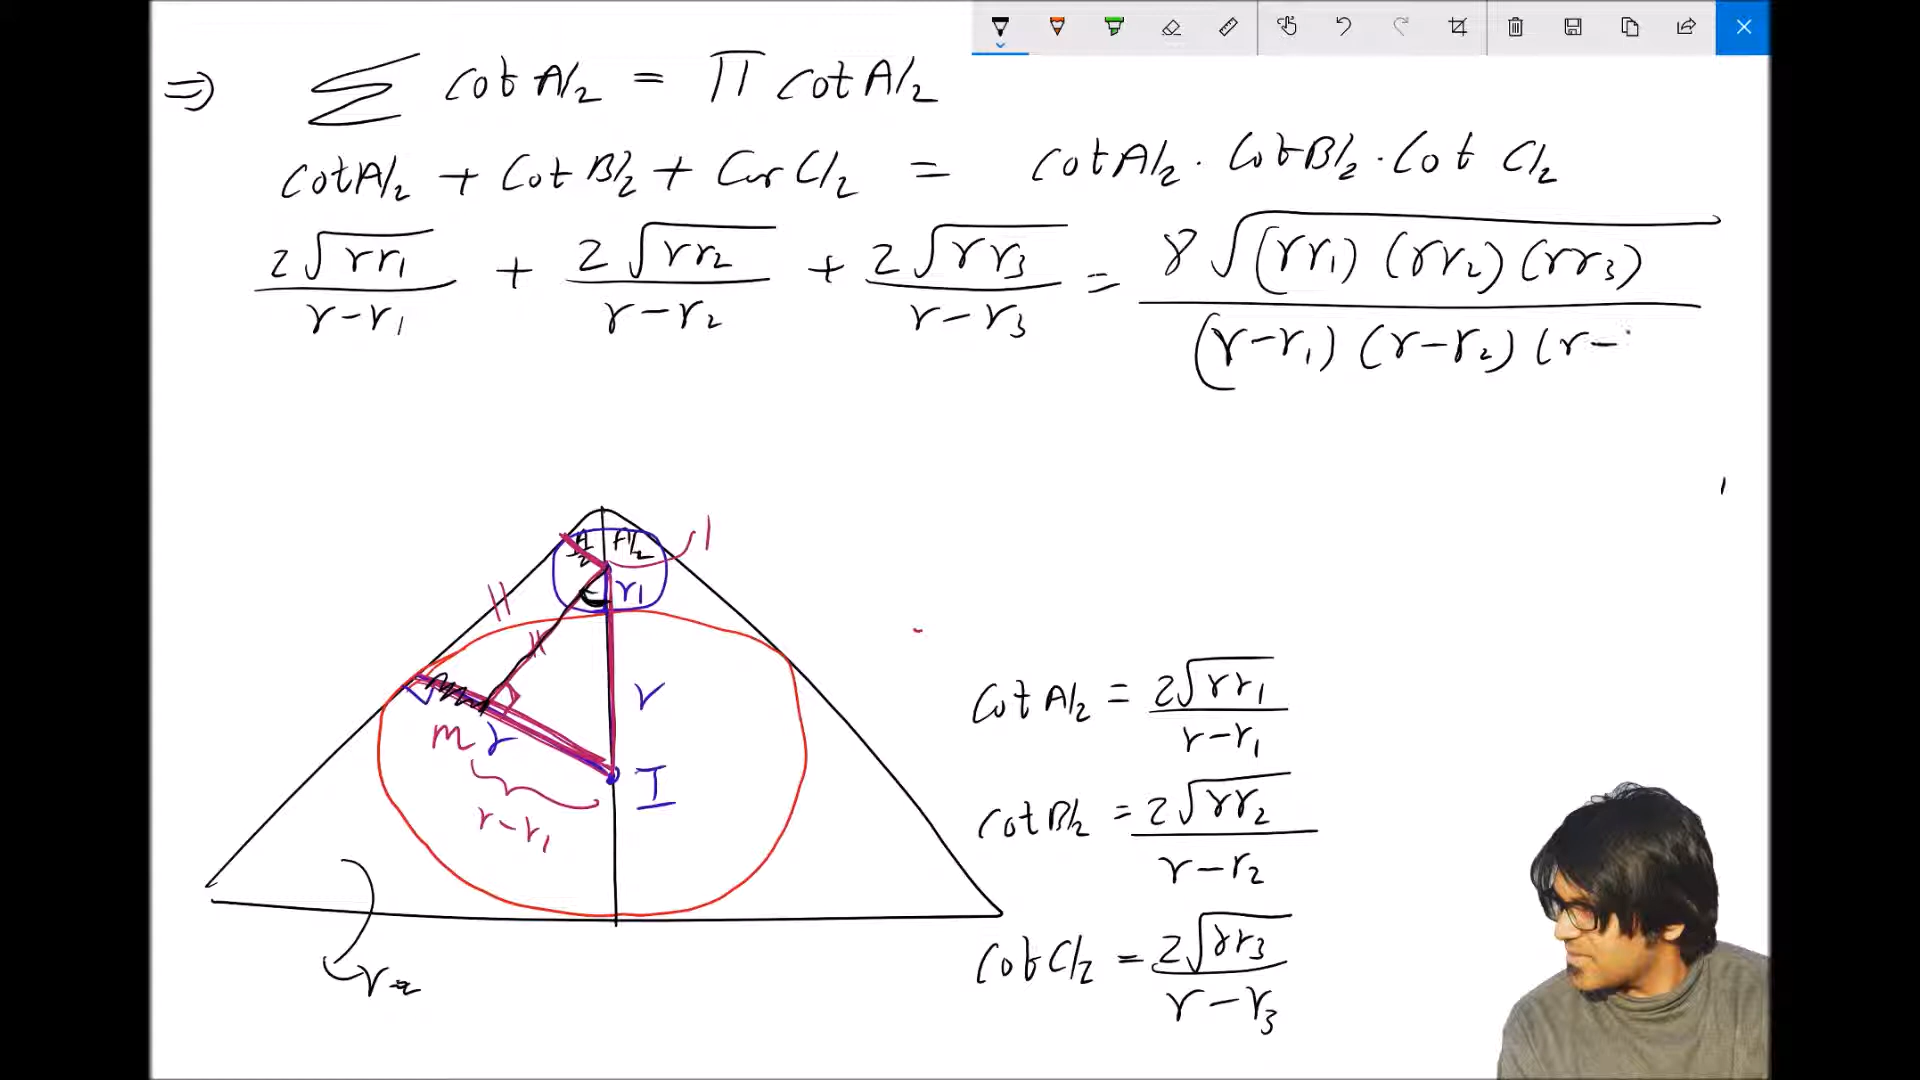 ⇒ ∑ cot A/2 = ∏ cot A/2
cot A/2 + cot B/2 + cot C/2 = cot A/2 · cot B/2 · cot C/2
2√rr₁ / r-r₁ + 2√rr₂ / r-r₂ + 2√rr₃ / r-r₃ = 8√(rr₁)(rr₂)(rr₃) / (r-r₁)(r-r₂)(r-
A/2 A/2 1
r₁
r
m r
I
r-r₁
cot A/2 = 2√rr₁ / r-r₁
cot B/2 = 2√rr₂ / r-r₂
cot C/2 = 2√rr₃ / r-r₃